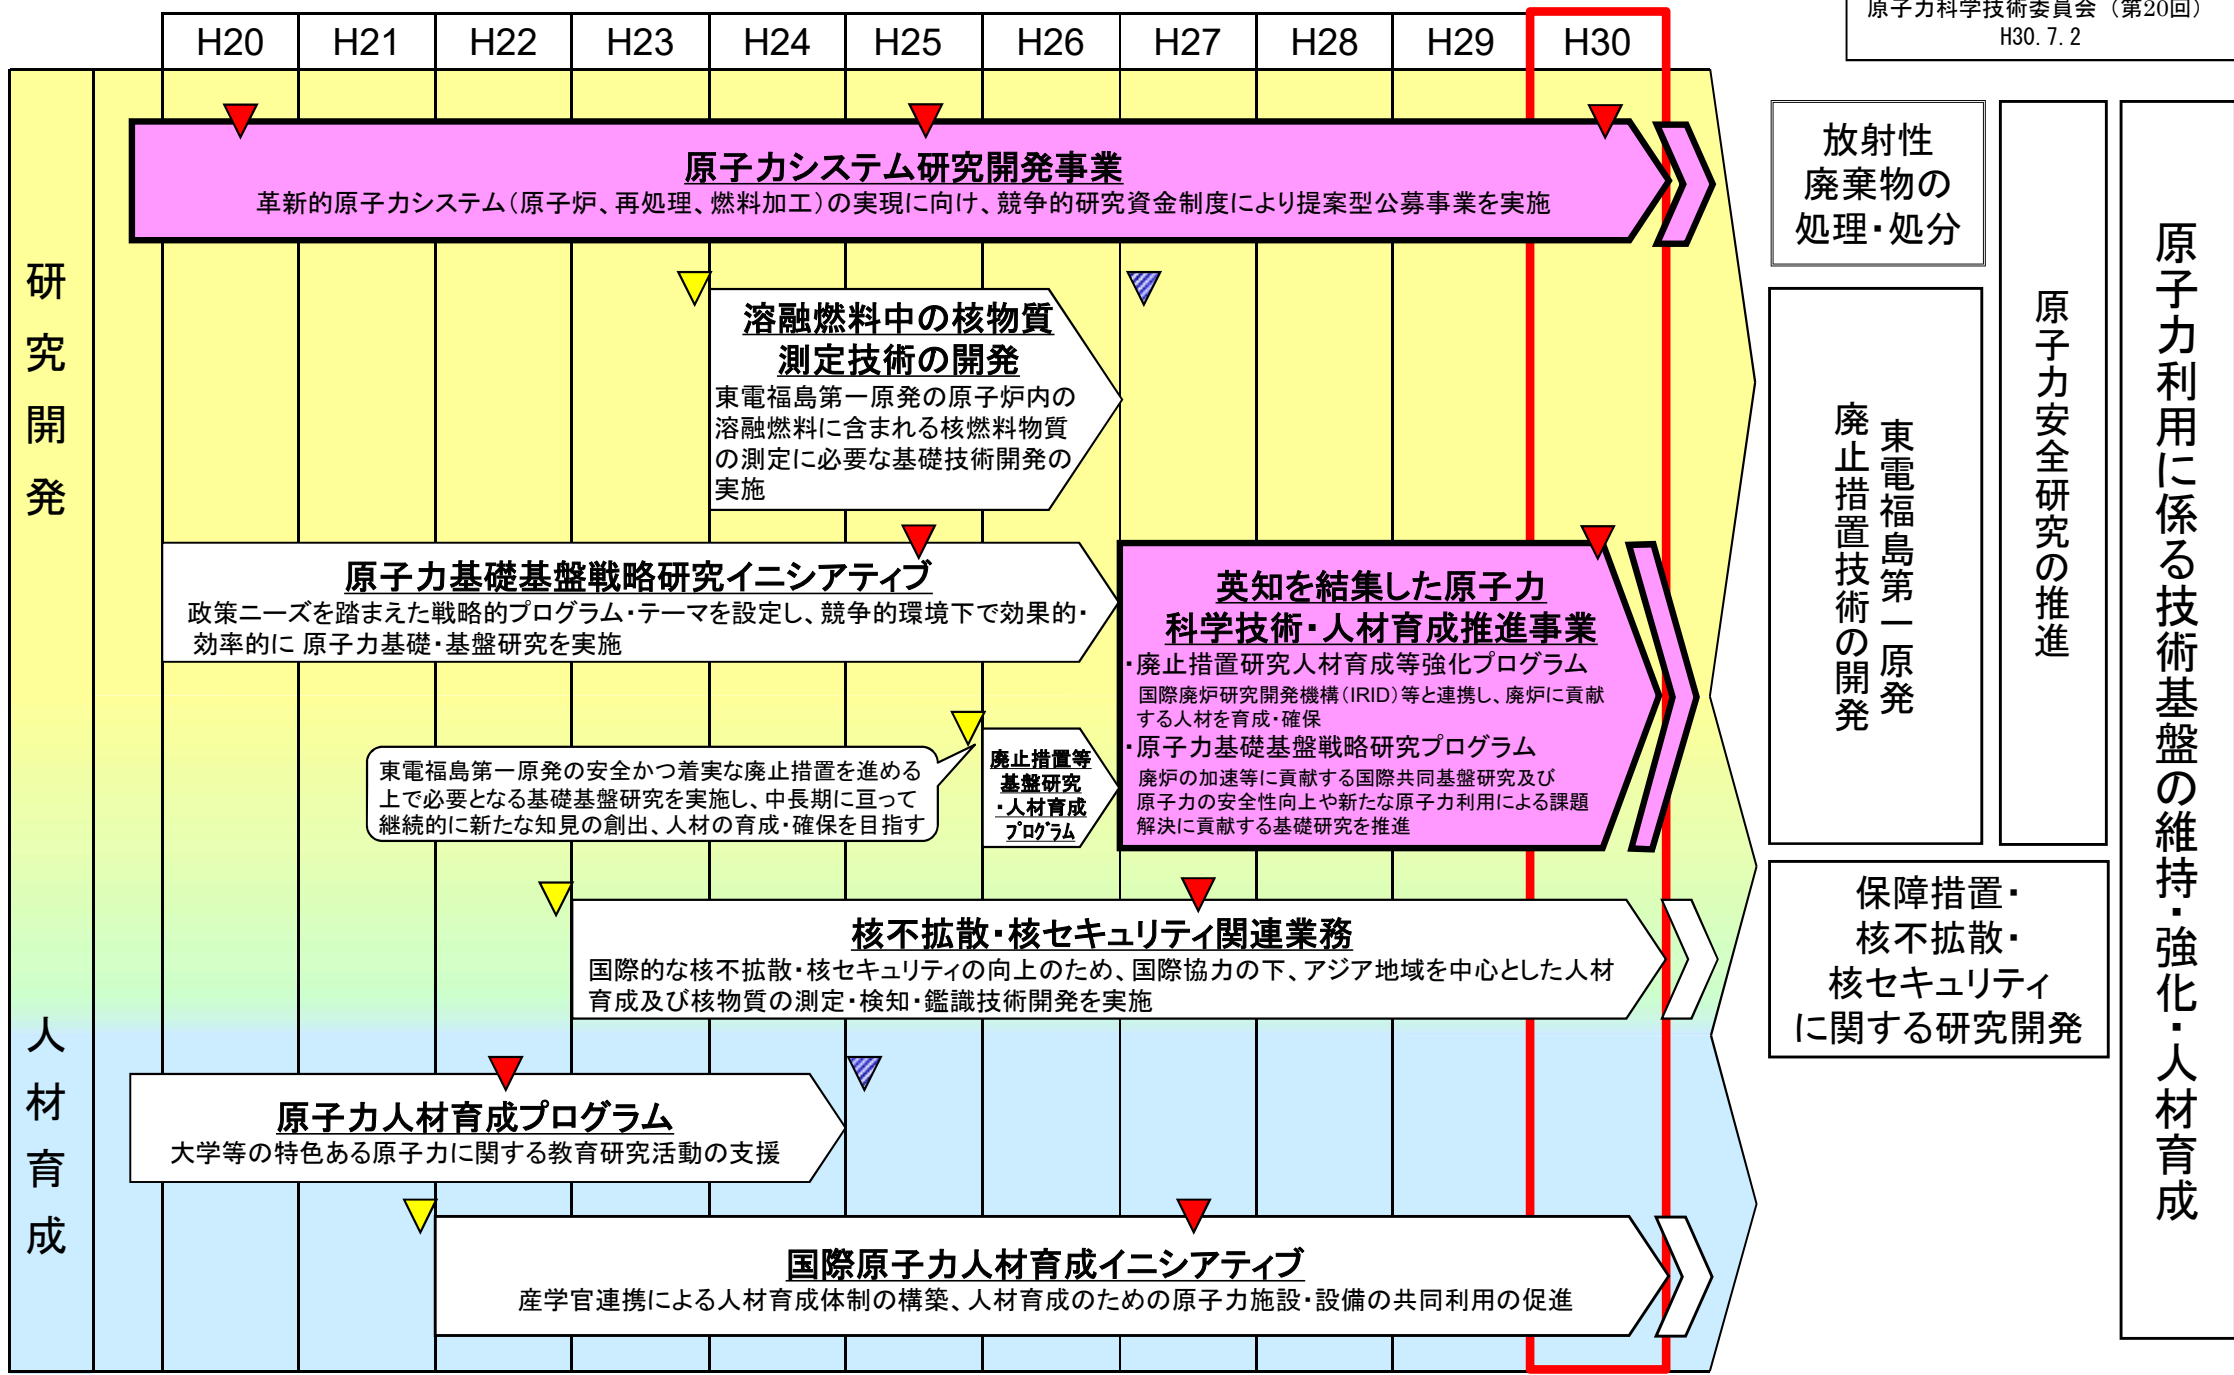 原子力科学技術委員会（第20回）
H30.7.2
H20 H21 H22 H23 H24 H25 H26 H27 H28 H29 H30
研究開発
人材育成
原子力システム研究開発事業
革新的原子力システム（原子炉、再処理、燃料加工）の実現に向け、競争的研究資金制度により提案型公募事業を実施
溶融燃料中の核物質
測定技術の開発
東電福島第一原発の原子炉内の
溶融燃料に含まれる核燃料物質
の測定に必要な基礎技術開発の
実施
原子力基礎基盤戦略研究イニシアティブ
政策ニーズを踏まえた戦略的プログラム・テーマを設定し、競争的環境下で効果的・
効率的に 原子力基礎・基盤研究を実施
英知を結集した原子力
科学技術・人材育成推進事業
・廃止措置研究人材育成等強化プログラム
国際廃炉研究開発機構（IRID）等と連携し、廃炉に貢献
する人材を育成・確保
・原子力基礎基盤戦略研究プログラム
廃炉の加速等に貢献する国際共同基盤研究及び
原子力の安全性向上や新たな原子力利用による課題
解決に貢献する基礎研究を推進
東電福島第一原発の安全かつ着実な廃止措置を進める
上で必要となる基礎基盤研究を実施し、中長期に亘って
継続的に新たな知見の創出、人材の育成・確保を目指す
廃止措置等
基盤研究
・人材育成
プログラム
核不拡散・核セキュリティ関連業務
国際的な核不拡散・核セキュリティの向上のため、国際協力の下、アジア地域を中心とした人材
育成及び核物質の測定・検知・鑑識技術開発を実施
原子力人材育成プログラム
大学等の特色ある原子力に関する教育研究活動の支援
国際原子力人材育成イニシアティブ
産学官連携による人材育成体制の構築、人材育成のための原子力施設・設備の共同利用の促進
放射性
廃棄物の
処理・処分
東電福島第一原発
廃止措置技術の開発
原子力安全研究の推進
保障措置・
核不拡散・
核セキュリティ
に関する研究開発
原子力利用に係る技術基盤の維持・強化・人材育成